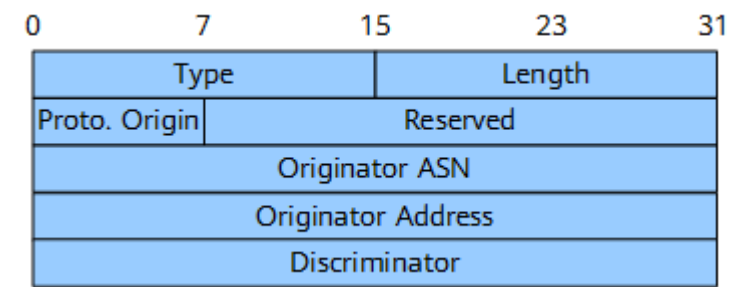 0 7 15 23 31
Type Length
Proto. Origin Reserved
Originator ASN
Originator Address
Discriminator